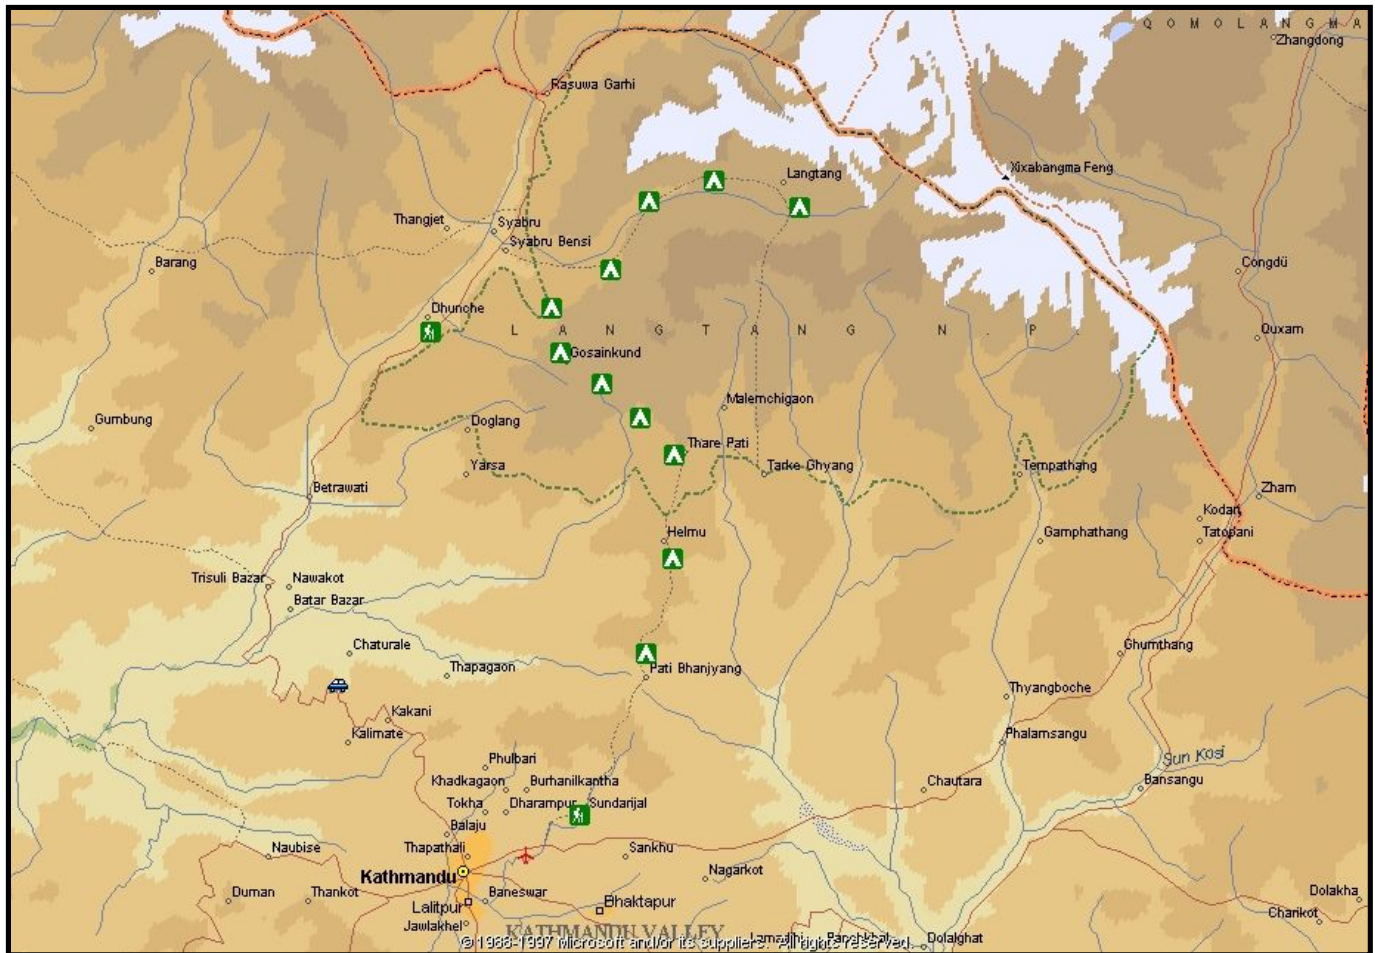 Q O M O L A N G M A
Zhangdong
Rasuwa Garhi
Langtang
Xixabangma Feng
Thangjet
Syabru
Syabru Bensi
Barang
Congdü
Dhunche
L A N G T A N G N . P .
Quxam
Gosainkund
Malemchigaon
Gumbung
Doglang
Thare Pati
Yarsa
Tarke Ghyang
Tempathang
Betrawati
Zham
Kodari
Helmu
Gamphathang
Tatopani
Trisuli Bazar
Nawakot
Batar Bazar
Chaturale
Ghumthang
Thapagaon
Pati Bhanjyang
Thyangboche
Kakani
Kalimate
Phalamsangu
Phulbari
Sun Kosi
Khadkagaon
Burhanilkantha
Chautara
Bansangu
Tokha
Dharampur
Sundarijal
Balaju
Naubise
Thapathali
Sankhu
Kathmandu
Nagarkot
Duman
Thankot
Baneswar
Dolakha
Lalitpur
Bhaktapur
Charikot
Jawlakhel
KATHMANDU VALLEY
Dolalghat
© 1988-1997 Microsoft and/or its suppliers. All rights reserved.